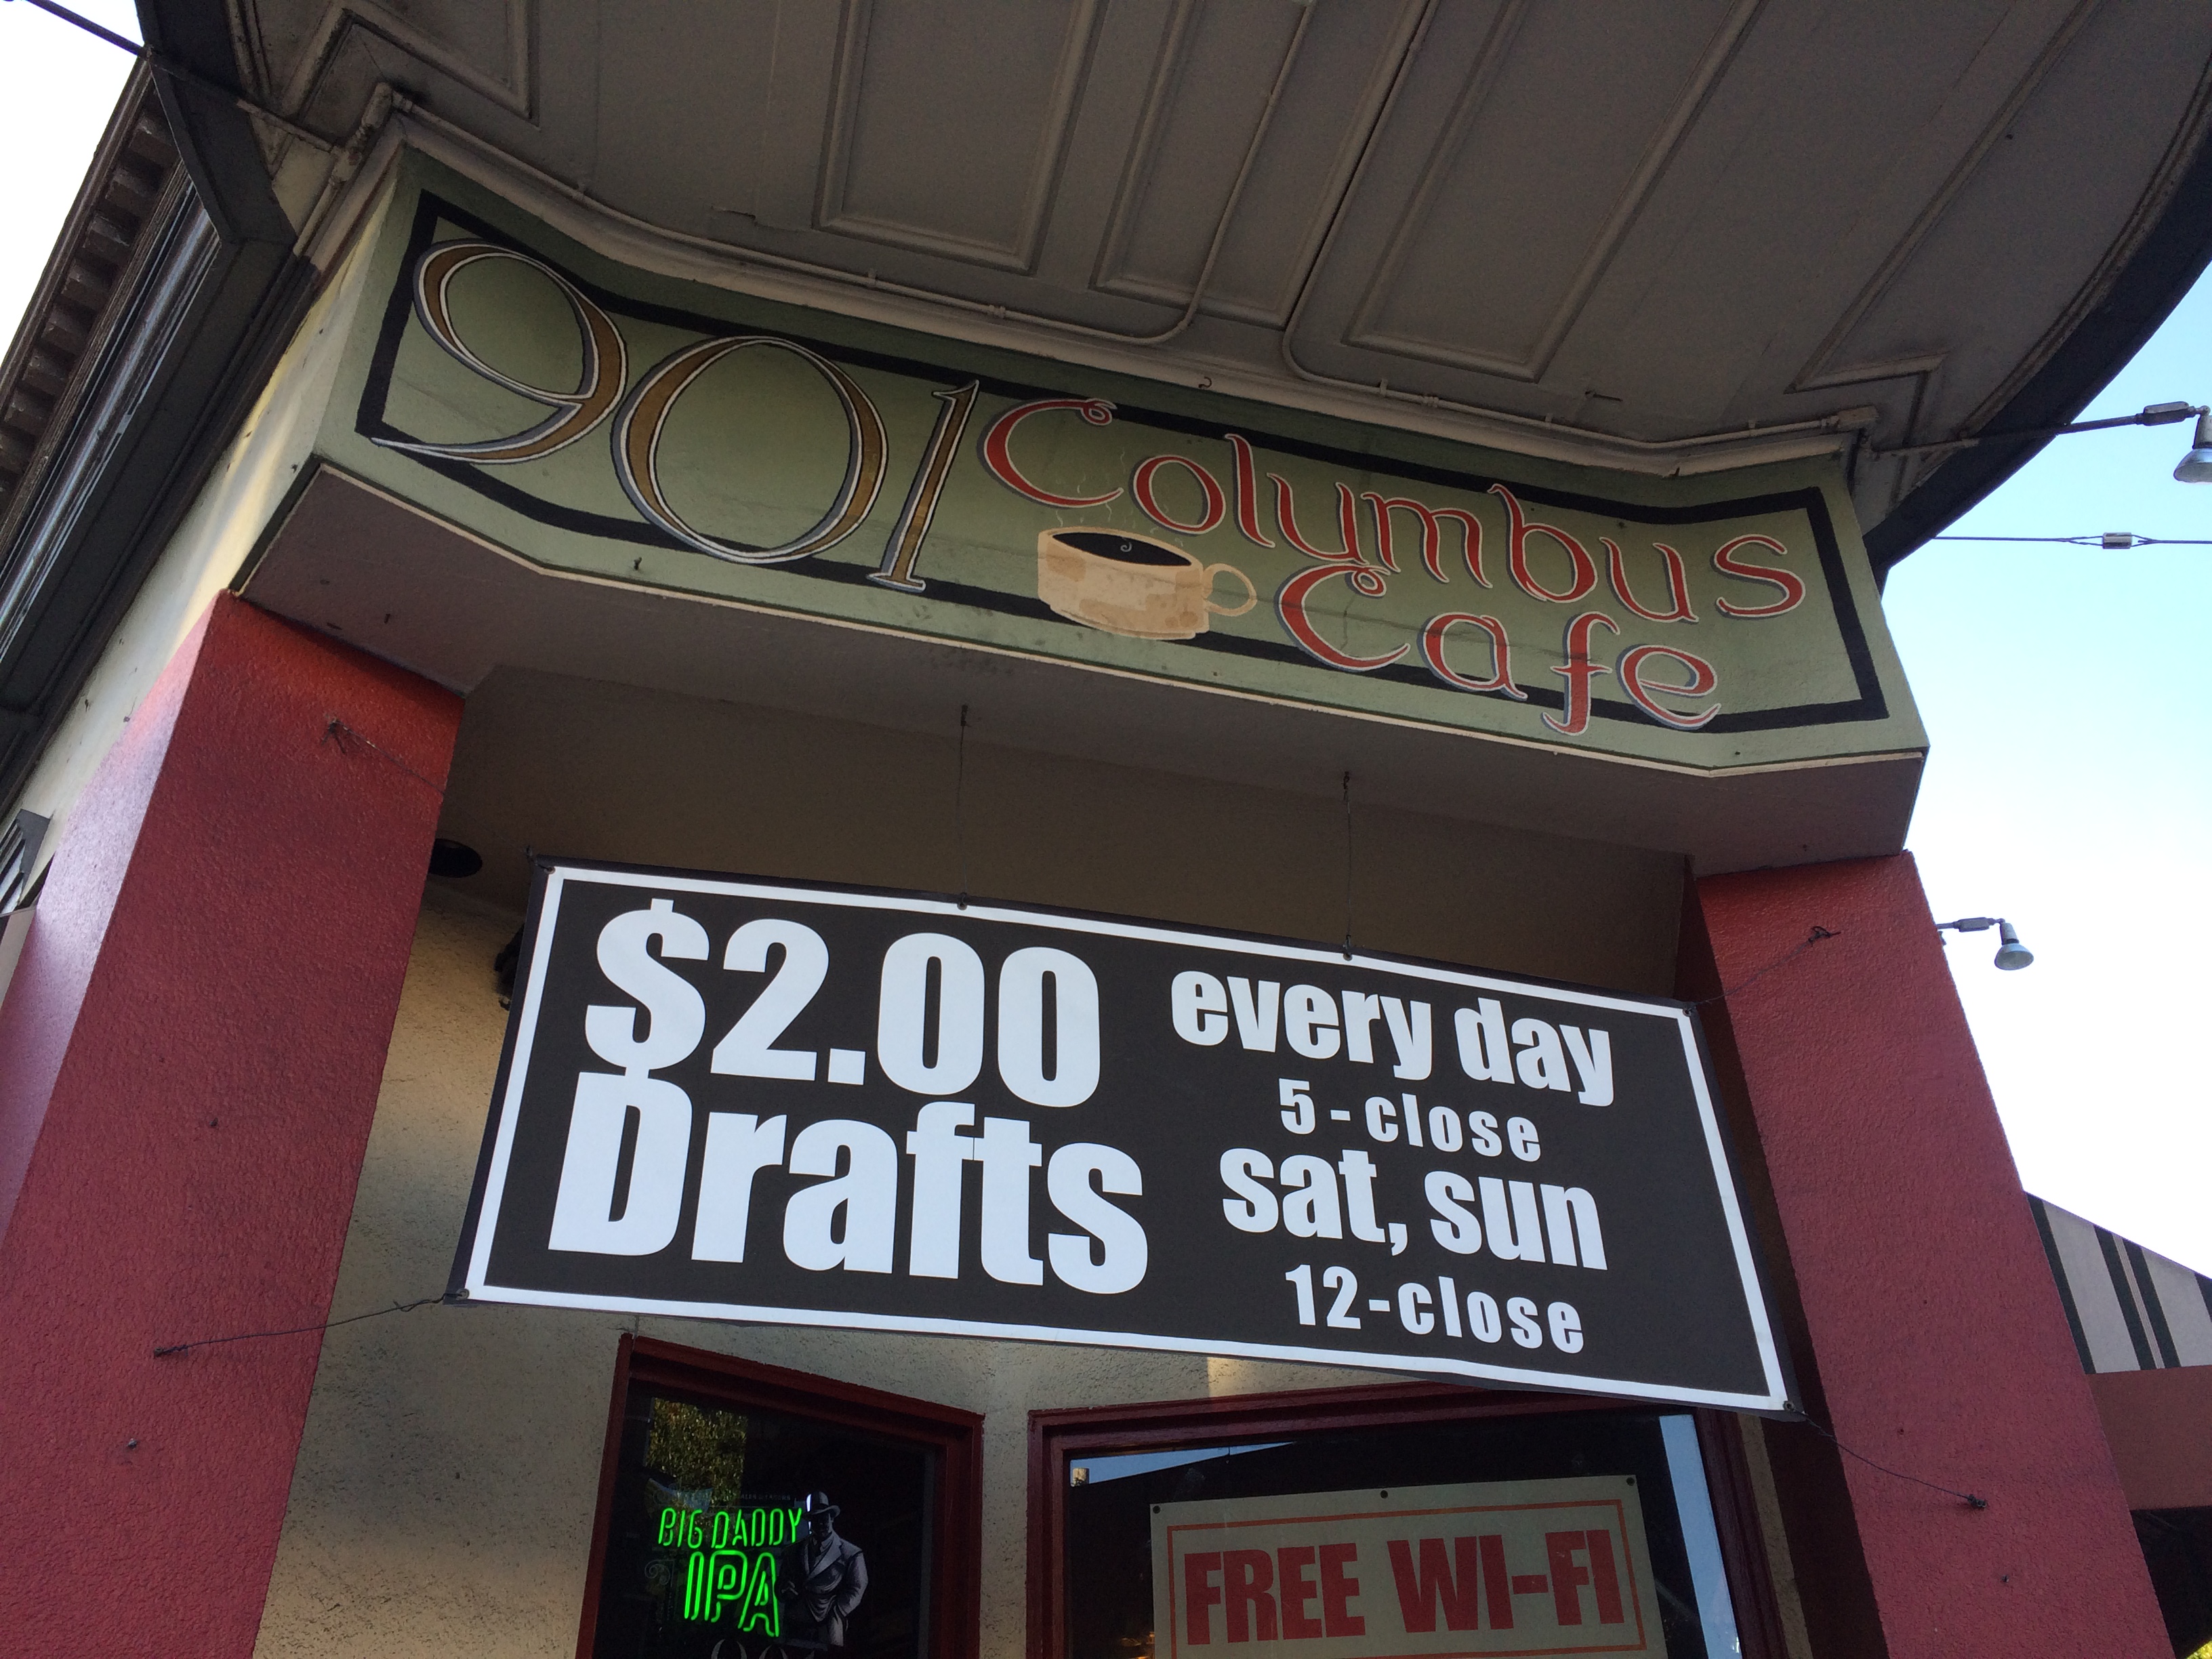 901 Columbus
Cafe
$2.00
Drafts
every day
5-close
sat, sun
12-close
BIG DADDY
IPA
FREE WI-FI